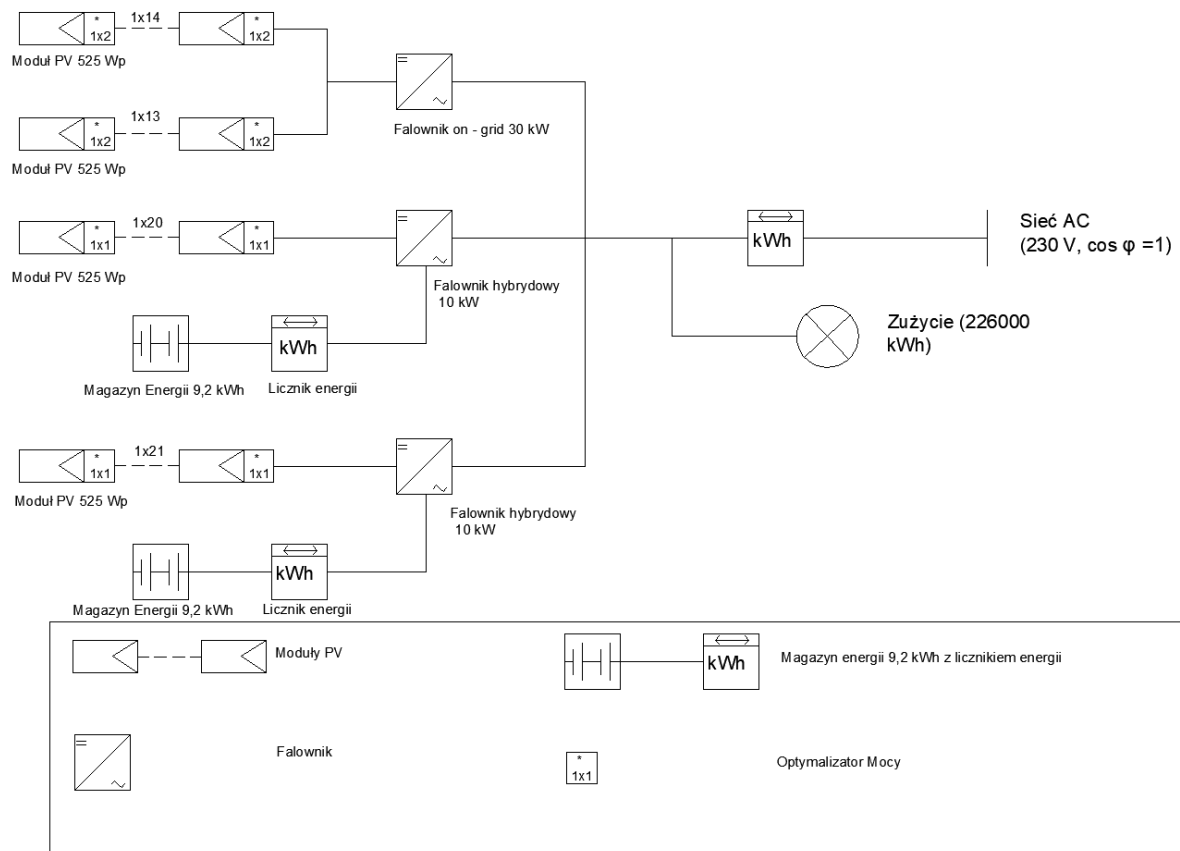 1x14
*
1x2
*
1x2
Moduł PV 525 Wp
1x13
*
1x2
*
1x2
Moduł PV 525 Wp
=
~
Falownik on - grid 30 kW
1x20
*
1x1
*
1x1
Moduł PV 525 Wp
=
~
Falownik hybrydowy
10 kW
kWh
Sieć AC
(230 V, cos φ =1)
Zużycie (226000
kWh)
kWh
Magazyn Energii 9,2 kWh
Licznik energii
1x21
*
1x1
*
1x1
Moduł PV 525 Wp
=
~
Falownik hybrydowy
10 kW
kWh
Magazyn Energii 9,2 kWh
Licznik energii
Moduły PV
kWh
Magazyn energii 9,2 kWh z licznikiem energii
=
~
Falownik
*
1x1
Optymalizator Mocy